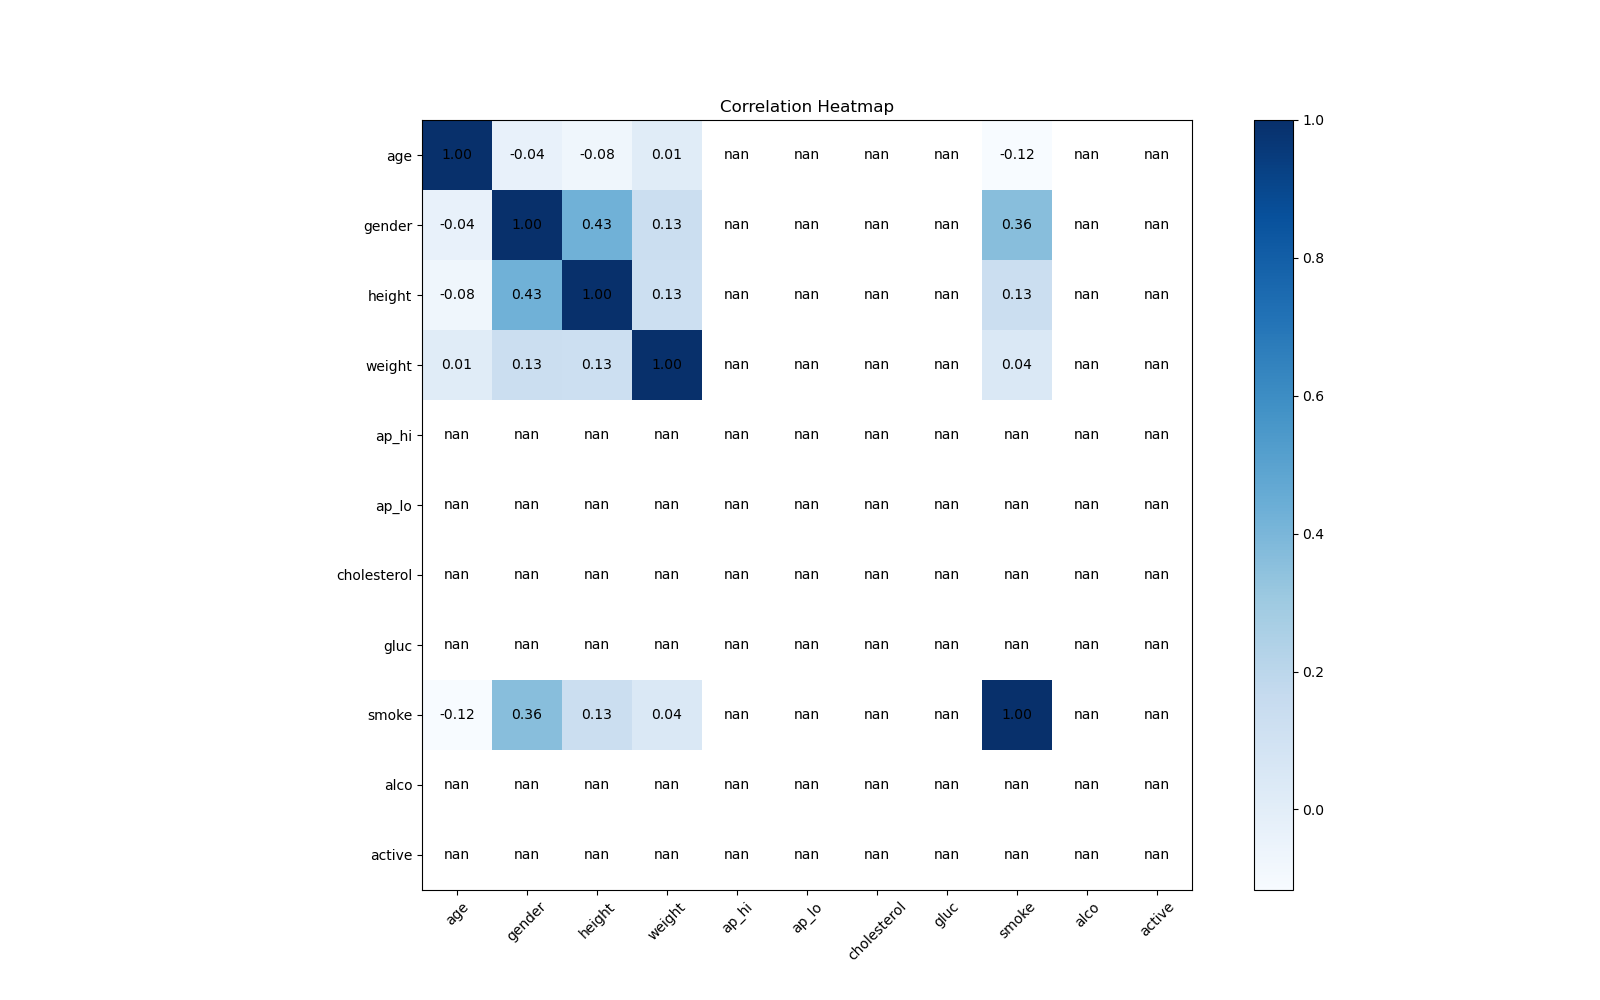 Correlation Heatmap
age 1.00 -0.04 -0.08 0.01 nan nan nan nan -0.12 nan nan
gender -0.04 1.00 0.43 0.13 nan nan nan nan 0.36 nan nan
height -0.08 0.43 1.00 0.13 nan nan nan nan 0.13 nan nan
weight 0.01 0.13 0.13 1.00 nan nan nan nan 0.04 nan nan
ap_hi nan nan nan nan nan nan nan nan nan nan nan
ap_lo nan nan nan nan nan nan nan nan nan nan nan
cholesterol nan nan nan nan nan nan nan nan nan nan nan
gluc nan nan nan nan nan nan nan nan nan nan nan
smoke -0.12 0.36 0.13 0.04 nan nan nan nan 1.00 nan nan
alco nan nan nan nan nan nan nan nan nan nan nan
active nan nan nan nan nan nan nan nan nan nan nan
age gender height weight ap_hi ap_lo cholesterol gluc smoke alco active
1.0
0.8
0.6
0.4
0.2
0.0